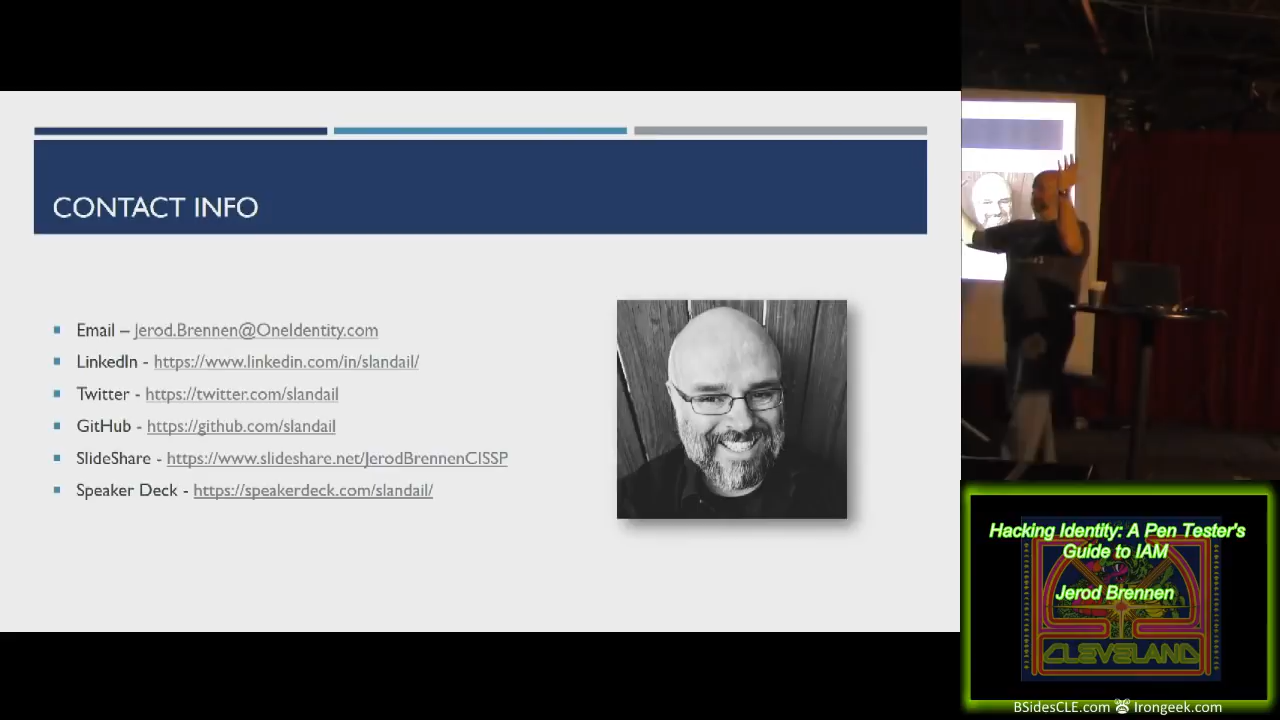 CONTACT INFO
Email – Jerod.Brennen@OneIdentity.com
LinkedIn - https://www.linkedin.com/in/slandail/
Twitter - https://twitter.com/slandail
GitHub - https://github.com/slandail
SlideShare - https://www.slideshare.net/JerodBrennenCISSP
Speaker Deck - https://speakerdeck.com/slandail/
Hacking Identity: A Pen Tester's
Guide to IAM
Jerod Brennen
CLEVELAND
BSidesCLE.com Irongeek.com